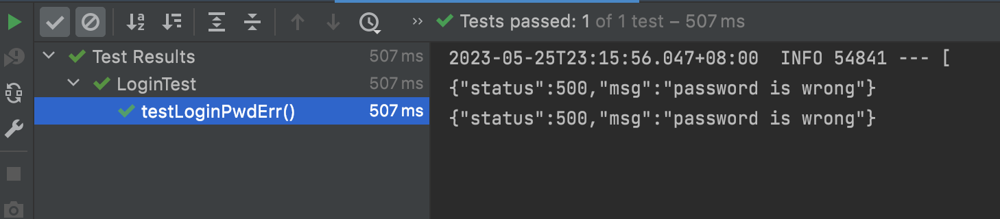 Tests passed: 1 of 1 test – 507 ms
Test Results 507 ms
LoginTest 507 ms
testLoginPwdErr() 507 ms
2023-05-25T23:15:56.047+08:00  INFO 54841 --- [
{"status":500,"msg":"password is wrong"}
{"status":500,"msg":"password is wrong"}